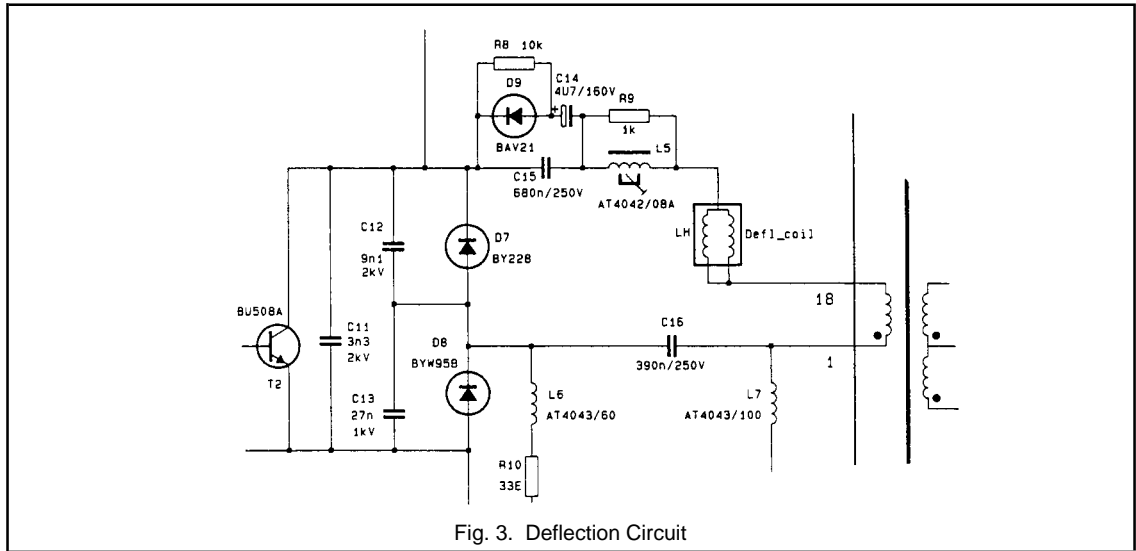 R8 10k
D9
C14
4U7/160V
+
R9
1k
BAV21
L5
C15
680n/250V
AT4042/08A
C12
9n1
2kV
D7
BY228
LH
Defl_coil
18
BU508A
T2
C11
3n3
2kV
D8
BYW95B
C16
390n/250V
1
C13
27n
1kV
L6
AT4043/60
L7
AT4043/100
R10
33E
Fig. 3. Deflection Circuit